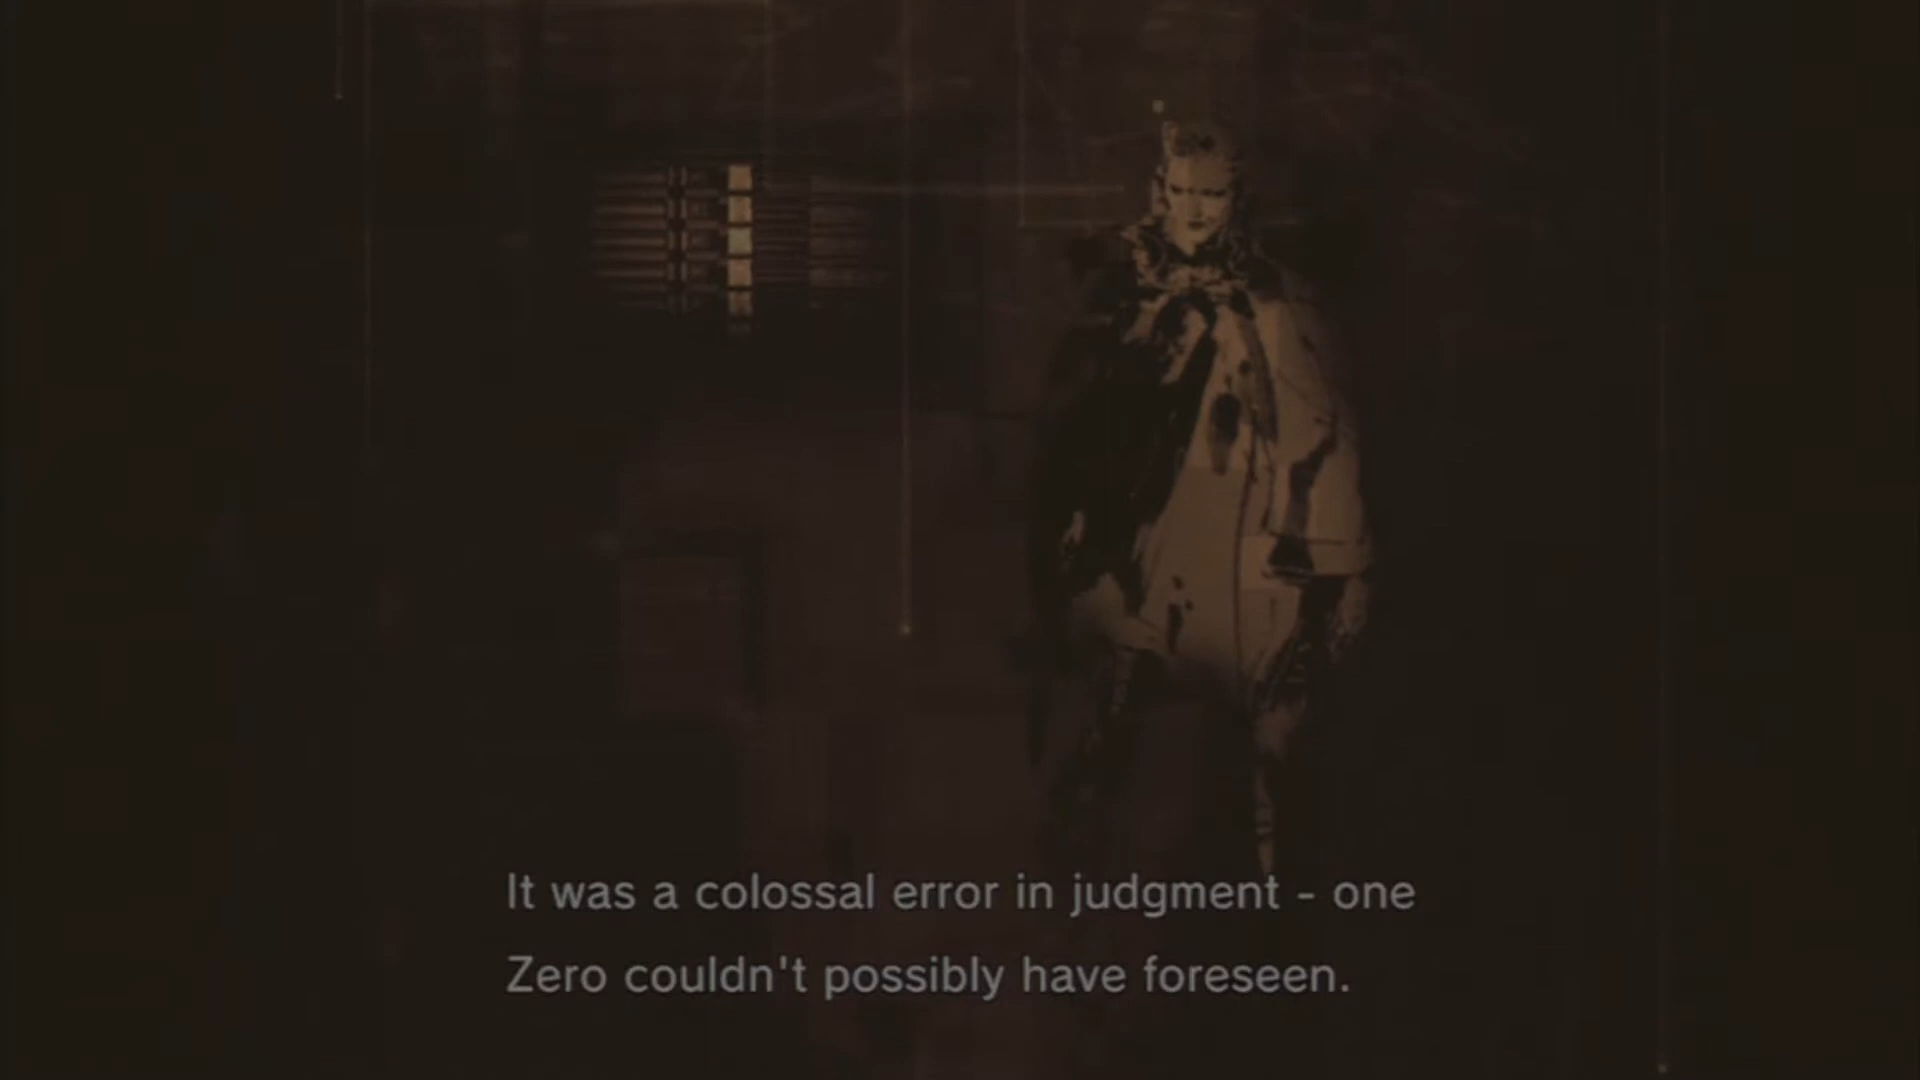 It was a colossal error in judgment - one
Zero couldn't possibly have foreseen.